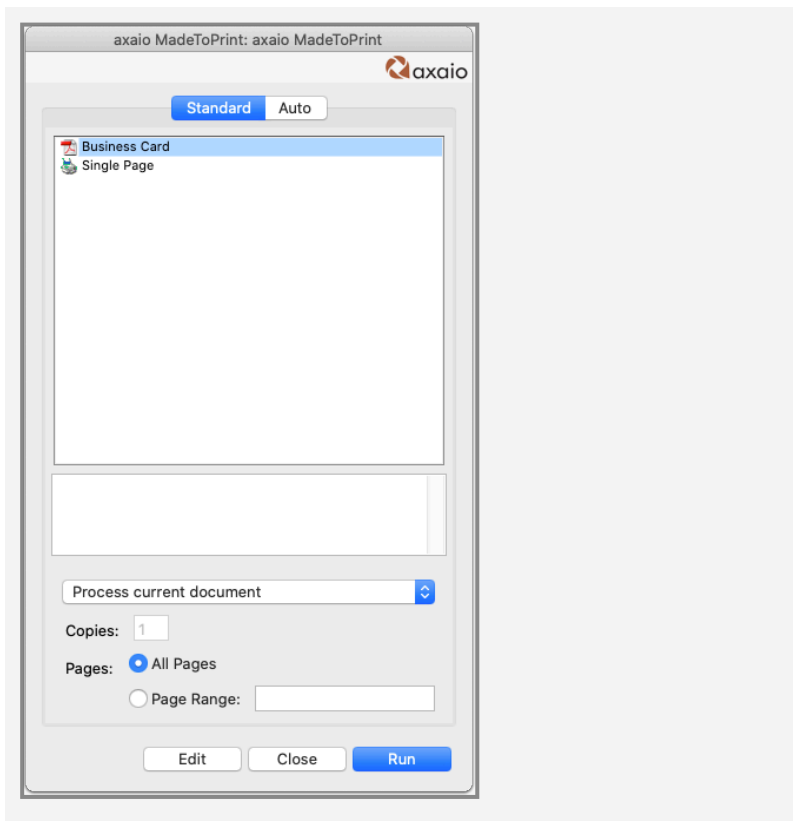 axaio MadeToPrint: axaio MadeToPrint
axaio
Standard Auto
Business Card
Single Page
Process current document
Copies: 1
Pages: All Pages
Page Range:
Edit Close Run